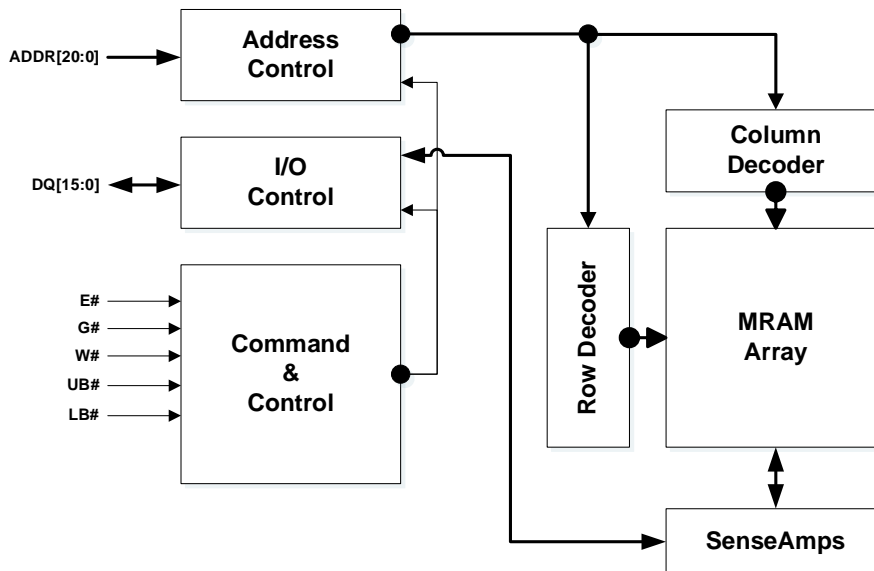 Address
Control
ADDR[20:0]
I/O
Control
DQ[15:0]
Column
Decoder
E#
G#
W#
UB#
LB#
Command
&
Control
Row Decoder
MRAM
Array
SenseAmps